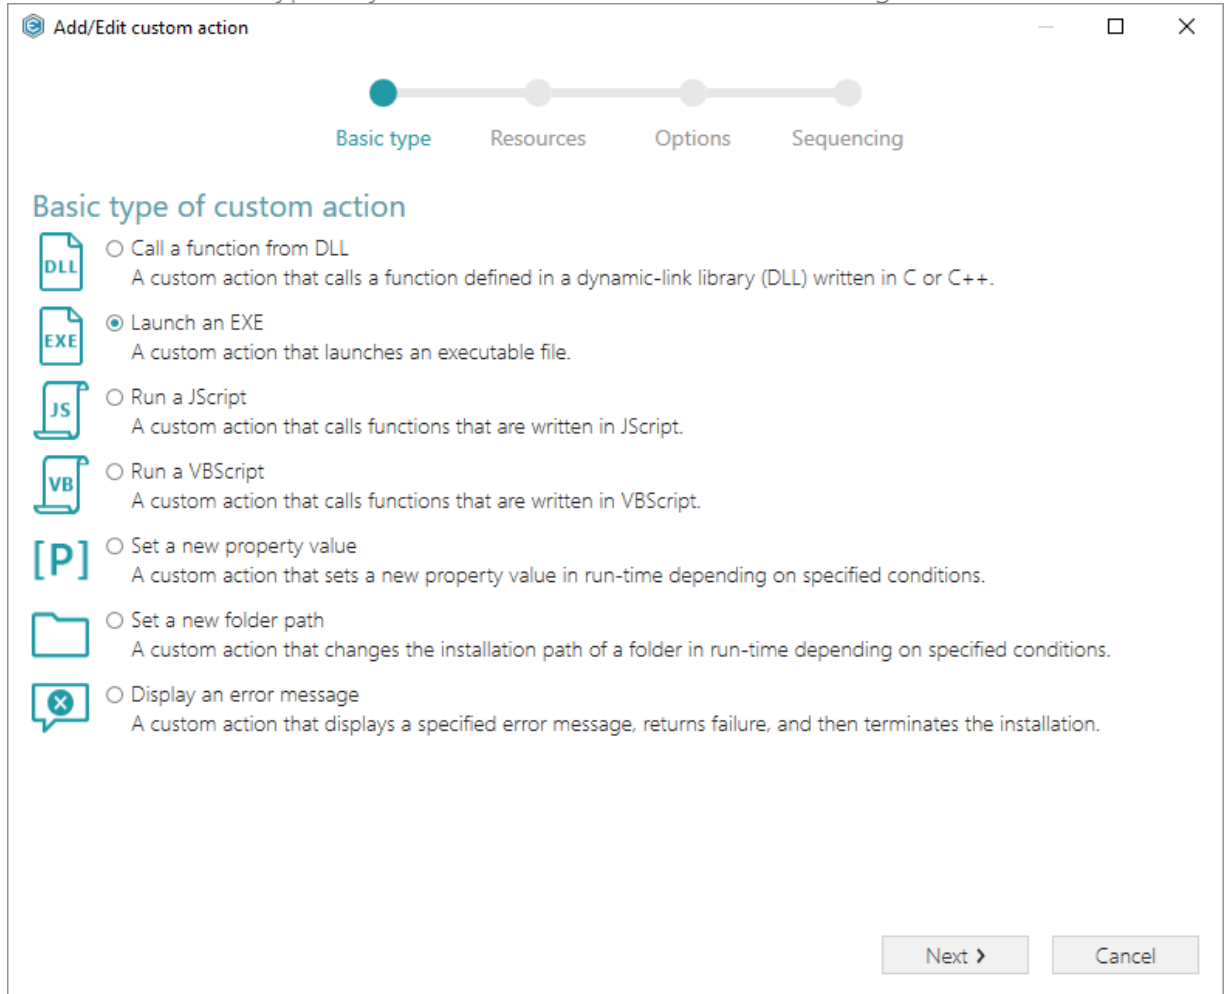 Add/Edit custom action
Basic type Resources Options Sequencing
Basic type of custom action
DLL
Call a function from DLL
A custom action that calls a function defined in a dynamic-link library (DLL) written in C or C++.
EXE
Launch an EXE
A custom action that launches an executable file.
JS
Run a JScript
A custom action that calls functions that are written in JScript.
VB
Run a VBScript
A custom action that calls functions that are written in VBScript.
[P]
Set a new property value
A custom action that sets a new property value in run-time depending on specified conditions.
Set a new folder path
A custom action that changes the installation path of a folder in run-time depending on specified conditions.
Display an error message
A custom action that displays a specified error message, returns failure, and then terminates the installation.
Next
Cancel